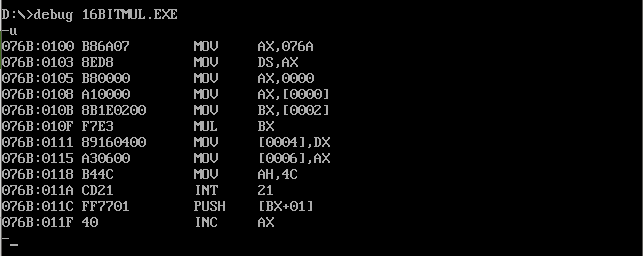 D:\>debug 16BITMUL.EXE
-u
076B:0100 B86A07 MOV AX,076A
076B:0103 8ED8 MOV DS,AX
076B:0105 B80000 MOV AX,0000
076B:0108 A10000 MOV AX,[0000]
076B:010B 8B1E0200 MOV BX,[0002]
076B:010F F7E3 MUL BX
076B:0111 89160400 MOV [0004],DX
076B:0115 A30600 MOV [0006],AX
076B:0118 B44C MOV AH,4C
076B:011A CD21 INT 21
076B:011C FF7701 PUSH [BX+01]
076B:011F 40 INC AX
-_